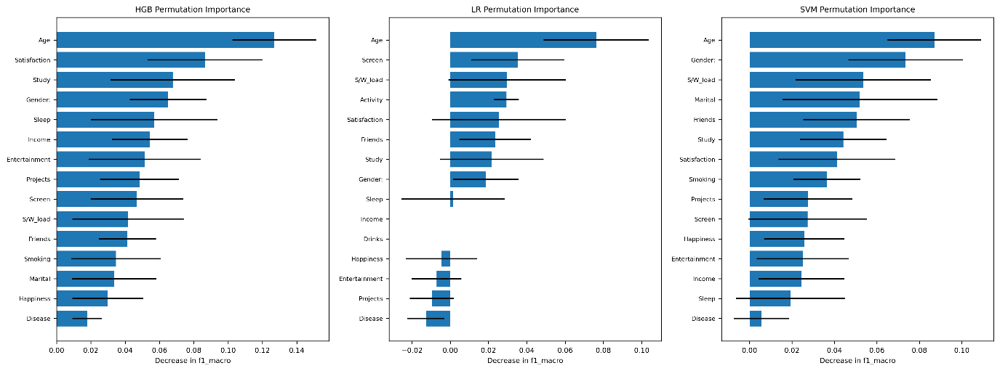 HGB Permutation Importance
Age
Satisfaction
Study
Gender:
Sleep
Income
Entertainment
Projects
Screen
S/W_load
Friends
Smoking
Marital
Happiness
Disease
0.00 0.02 0.04 0.06 0.08 0.10 0.12 0.14
Decrease in f1_macro
LR Permutation Importance
Age
Screen
S/W_load
Activity
Satisfaction
Friends
Study
Gender:
Sleep
Income
Drinks
Happiness
Entertainment
Projects
Disease
−0.02 0.00 0.02 0.04 0.06 0.08 0.10
Decrease in f1_macro
SVM Permutation Importance
Age
Gender:
S/W_load
Marital
Friends
Study
Satisfaction
Smoking
Projects
Screen
Happiness
Entertainment
Income
Sleep
Disease
0.00 0.02 0.04 0.06 0.08 0.10
Decrease in f1_macro